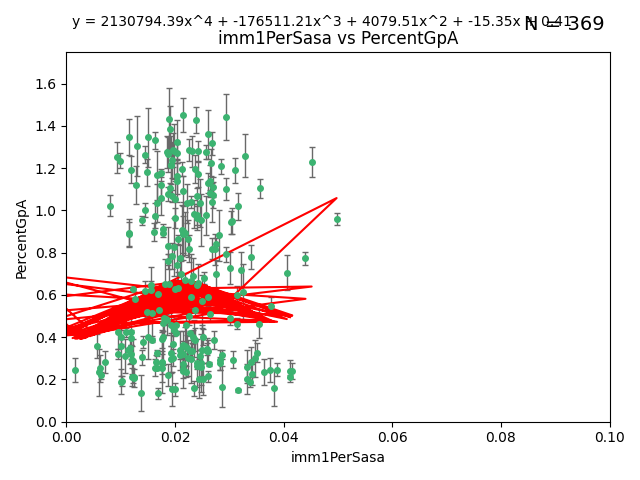 y = 2130794.39x^4 + -176511.21x^3 + 4079.51x^2 + -15.35x + 0.41
N = 369
imm1PerSasa vs PercentGpA
PercentGpA
1.6
1.4
1.2
1.0
0.8
0.6
0.4
0.2
0.0
0.00 0.02 0.04 0.06 0.08 0.10
imm1PerSasa